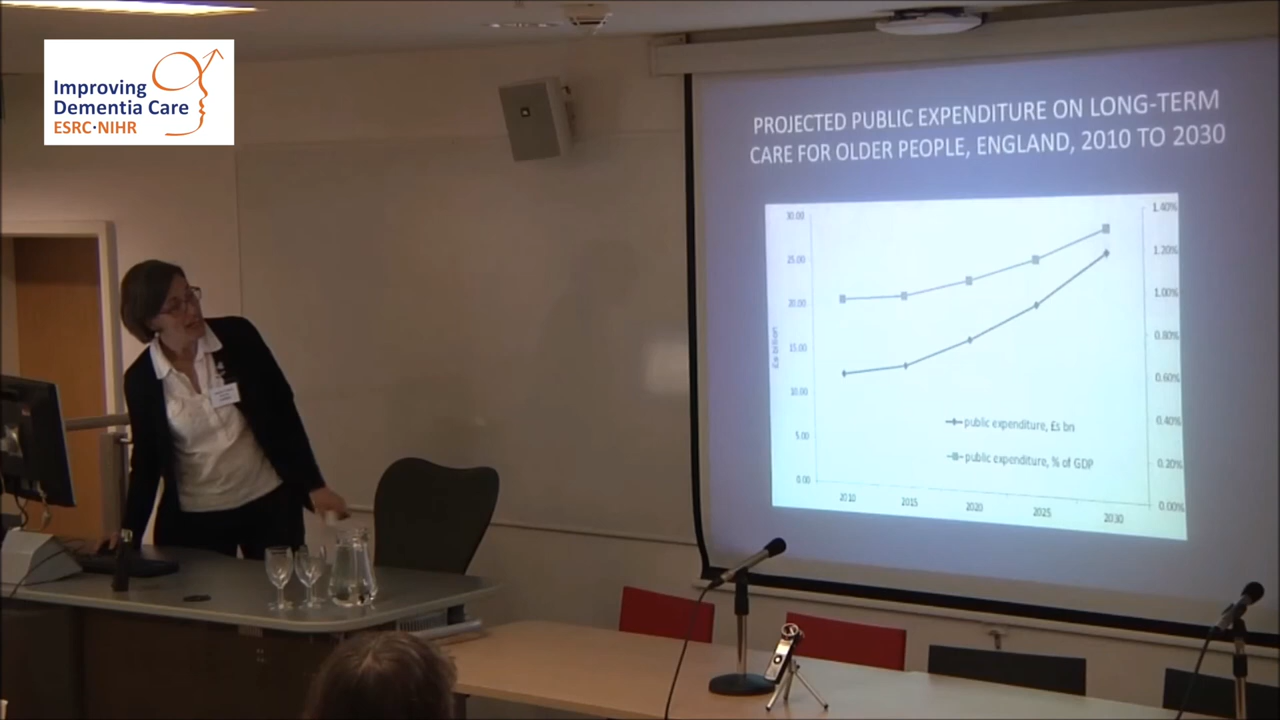 Improving
Dementia Care
ESRC·NIHR
PROJECTED PUBLIC EXPENDITURE ON LONG-TERM
CARE FOR OLDER PEOPLE, ENGLAND, 2010 TO 2030
30.00
25.00
20.00
15.00
10.00
5.00
0.00
£s billion
1.40%
1.20%
1.00%
0.80%
0.60%
0.40%
0.20%
0.00%
public expenditure, £s bn
public expenditure, % of GDP
2010
2015
2020
2025
2030